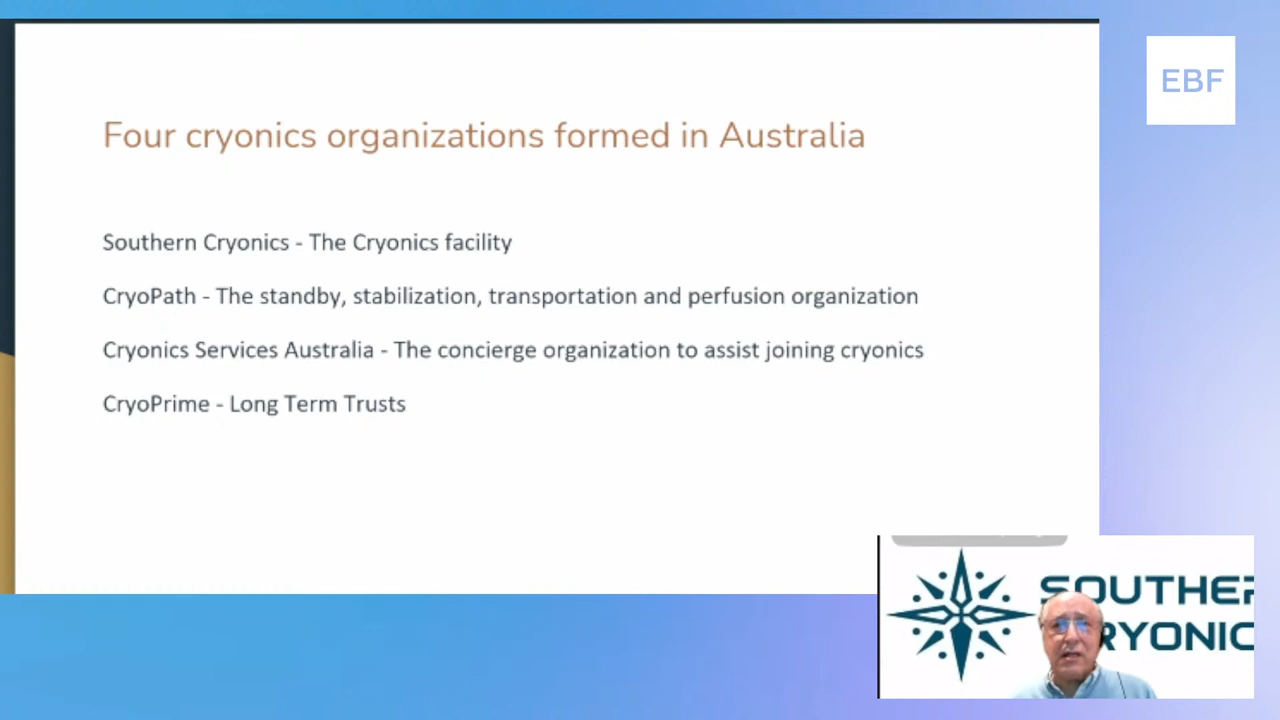 EBF
Four cryonics organizations formed in Australia
Southern Cryonics - The Cryonics facility
CryoPath - The standby, stabilization, transportation and perfusion organization
Cryonics Services Australia - The concierge organization to assist joining cryonics
CryoPrime - Long Term Trusts
SOUTHER
RYONIC